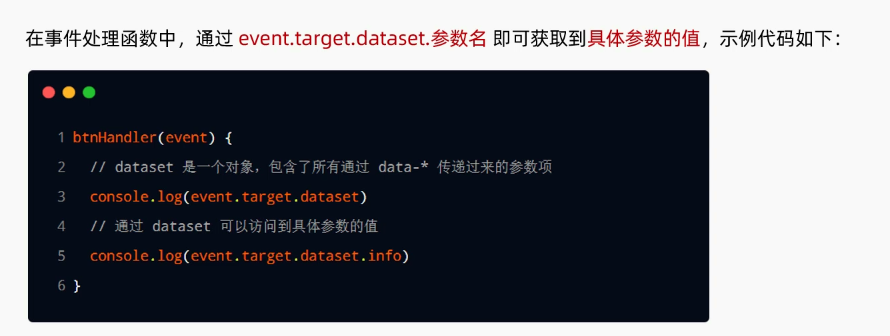 在事件处理函数中，通过 event.target.dataset.参数名 即可获取到具体参数的值，示例代码如下：
1 btnHandler(event) {
2 // dataset 是一个对象，包含了所有通过 data-* 传递过来的参数项
3 console.log(event.target.dataset)
4 // 通过 dataset 可以访问到具体参数的值
5 console.log(event.target.dataset.info)
6 }